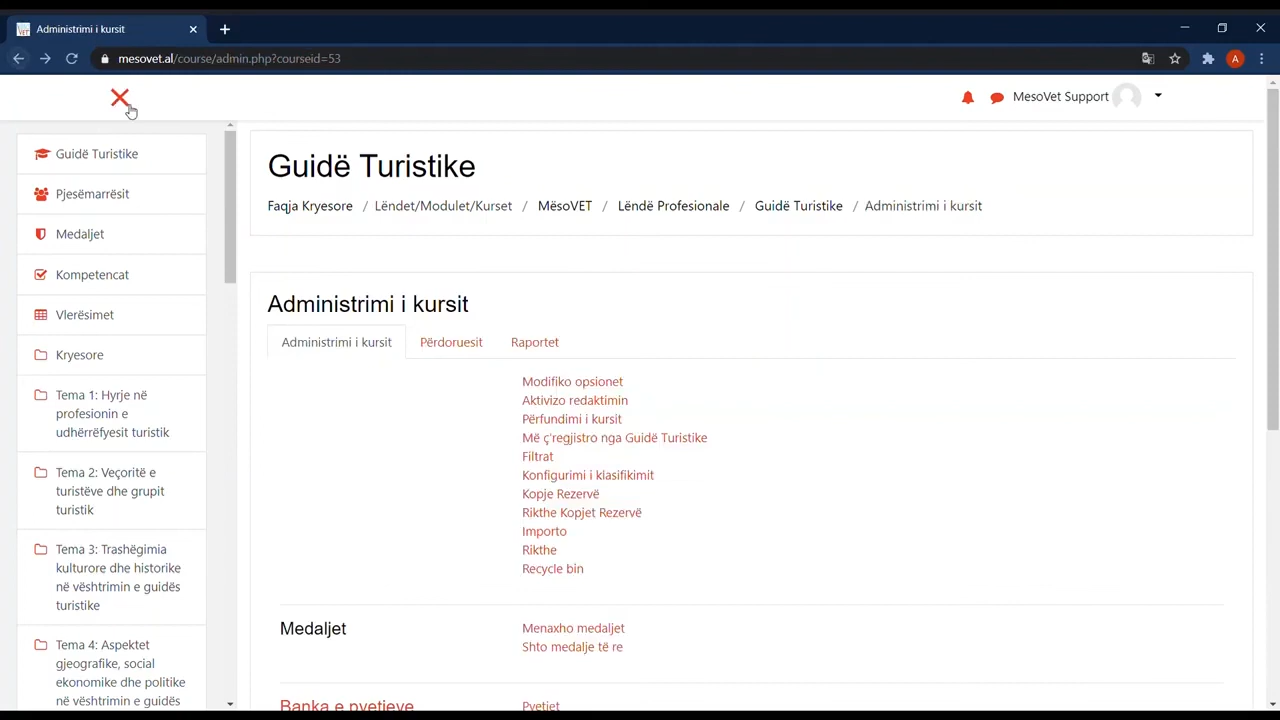 Administrimi i kursit
mesovet.al/course/admin.php?courseid=53
A
MesoVet Support
Guidë Turistike
Pjesëmarrësit
Medaljet
Kompetencat
Vlerësimet
Kryesore
Tema 1: Hyrje në
profesionin e
udhërrëfyesit turistik
Tema 2: Veçoritë e
turistëve dhe grupit
turistik
Tema 3: Trashëgimia
kulturore dhe historike
në vështrimin e guidës
turistike
Tema 4: Aspektet
gjeografike, social
ekonomike dhe politike
në vështrimin e guidës
Guidë Turistike
Faqja Kryesore / Lëndet/Modulet/Kurset / MësoVET / Lëndë Profesionale / Guidë Turistike / Administrimi i kursit
Administrimi i kursit
Administrimi i kursit Përdoruesit Raportet
Modifiko opsionet
Aktivizo redaktimin
Përfundimi i kursit
Më ç'regjistro nga Guidë Turistike
Filtrat
Konfigurimi i klasifikimit
Kopje Rezervë
Rikthe Kopjet Rezervë
Importo
Rikthe
Recycle bin
Medaljet
Menaxho medaljet
Shto medalje të re
Banka e pyetjeve
Pyetjet